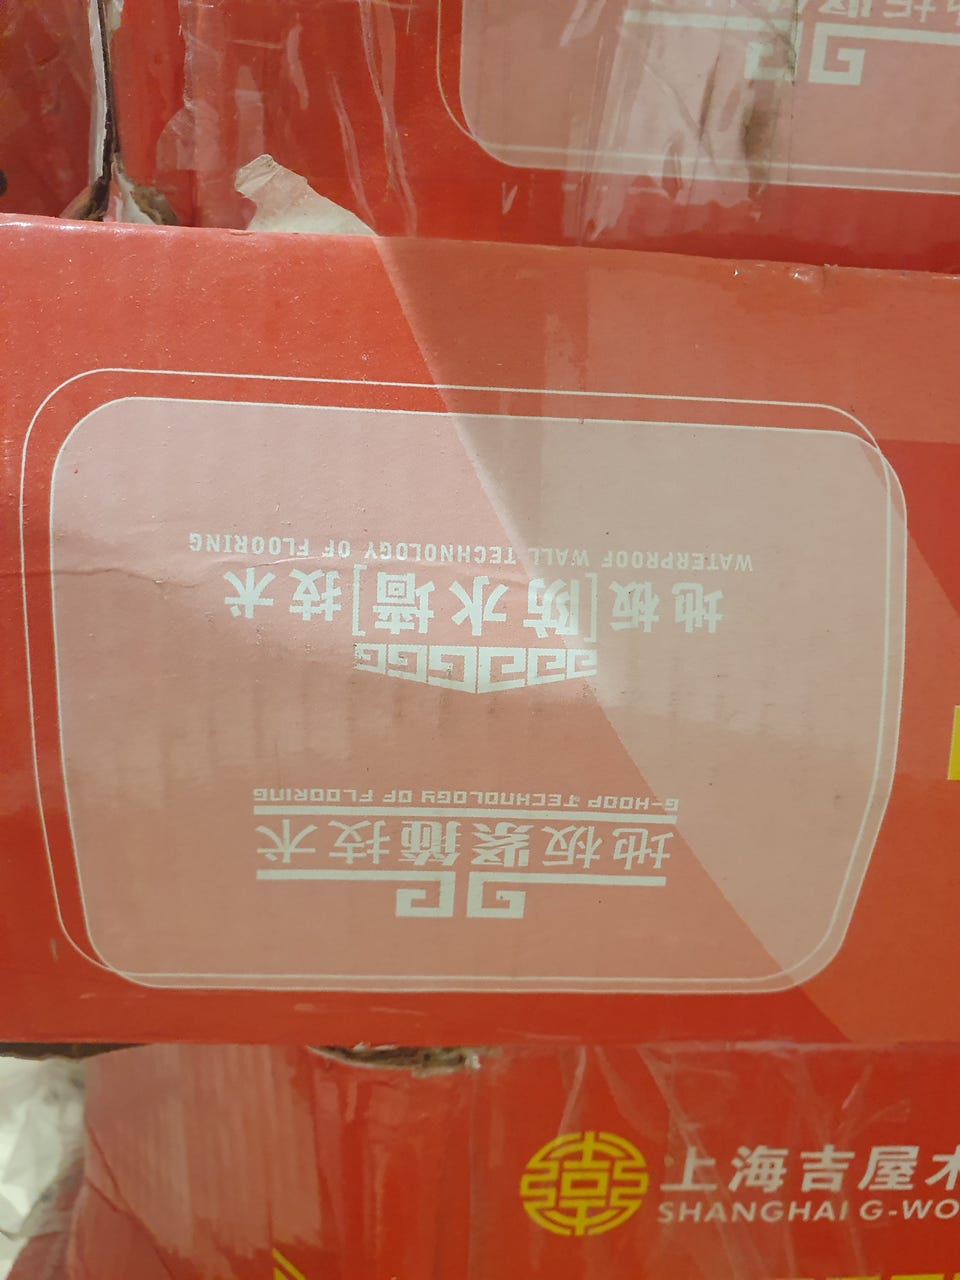 地板紧箍技术
G-HOOP TECHNOLOGY OF FLOORING
地板[防水墙]技术
WATERPROOF WALL TECHNOLOGY OF FLOORING
上海吉屋木
SHANGHAI G-WO